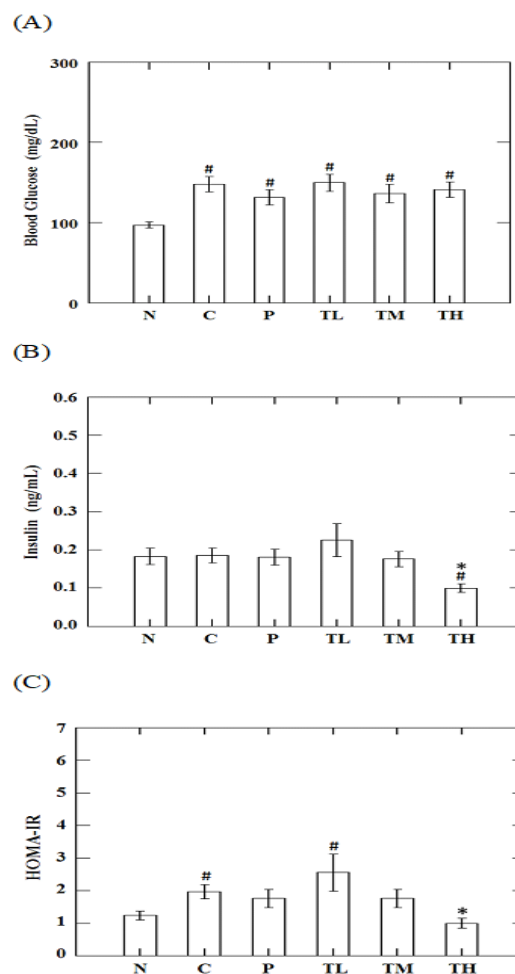 (A)
300
200
100
0
Blood Glucose (mg/dL)
# # # # #
N C P TL TM TH
(B)
0.6
0.5
0.4
0.3
0.2
0.1
0.0
Insulin (ng/mL)
*
#
N C P TL TM TH
(C)
7
6
5
4
3
2
1
0
HOMA-IR
# # *
N C P TL TM TH